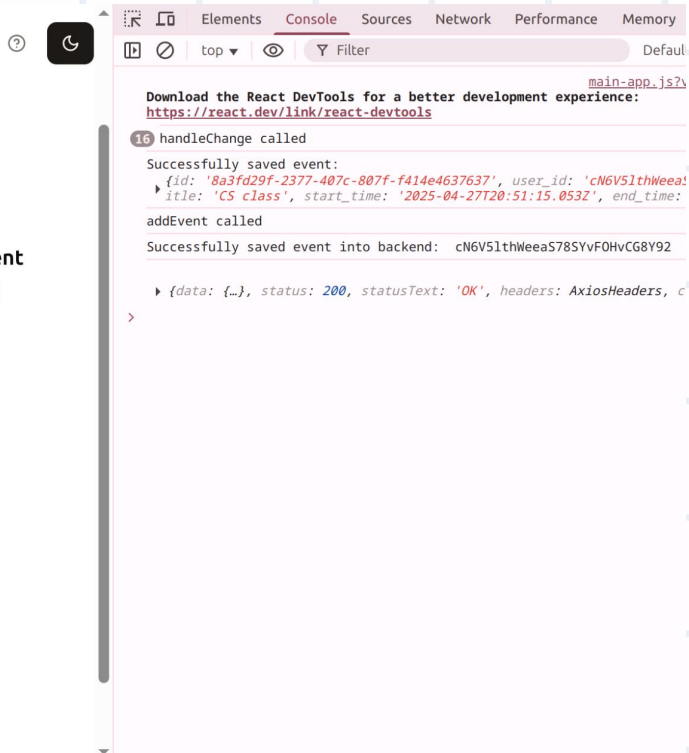 Elements Console Sources Network Performance Memory
top Filter Defaul
main-app.js?v
Download the React DevTools for a better development experience:
https://react.dev/link/react-devtools
16 handleChange called
Successfully saved event:
{id: '8a3fd29f-2377-407c-807f-f414e4637637', user_id: 'cN6V5lthWeeaS
itle: 'CS class', start_time: '2025-04-27T20:51:15.053Z', end_time:
addEvent called
ent
Successfully saved event into backend: cN6V5lthWeeaS78SYvFOHvCG8Y92
{data: {…}, status: 200, statusText: 'OK', headers: AxiosHeaders, c